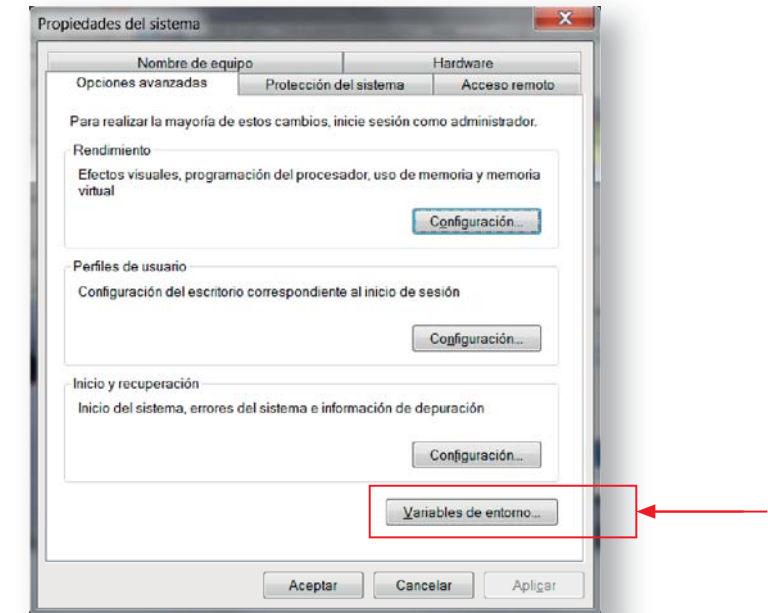 Propiedades del sistema
Nombre de equipo Hardware
Opciones avanzadas Protección del sistema Acceso remoto
Para realizar la mayoría de estos cambios, inicie sesión como administrador.
Rendimiento
Efectos visuales, programación del procesador, uso de memoria y memoria
virtual
Configuración...
Perfiles de usuario
Configuración del escritorio correspondiente al inicio de sesión
Configuración...
Inicio y recuperación
Inicio del sistema, errores del sistema e información de depuración
Configuración...
Variables de entorno...
Aceptar Cancelar Aplicar